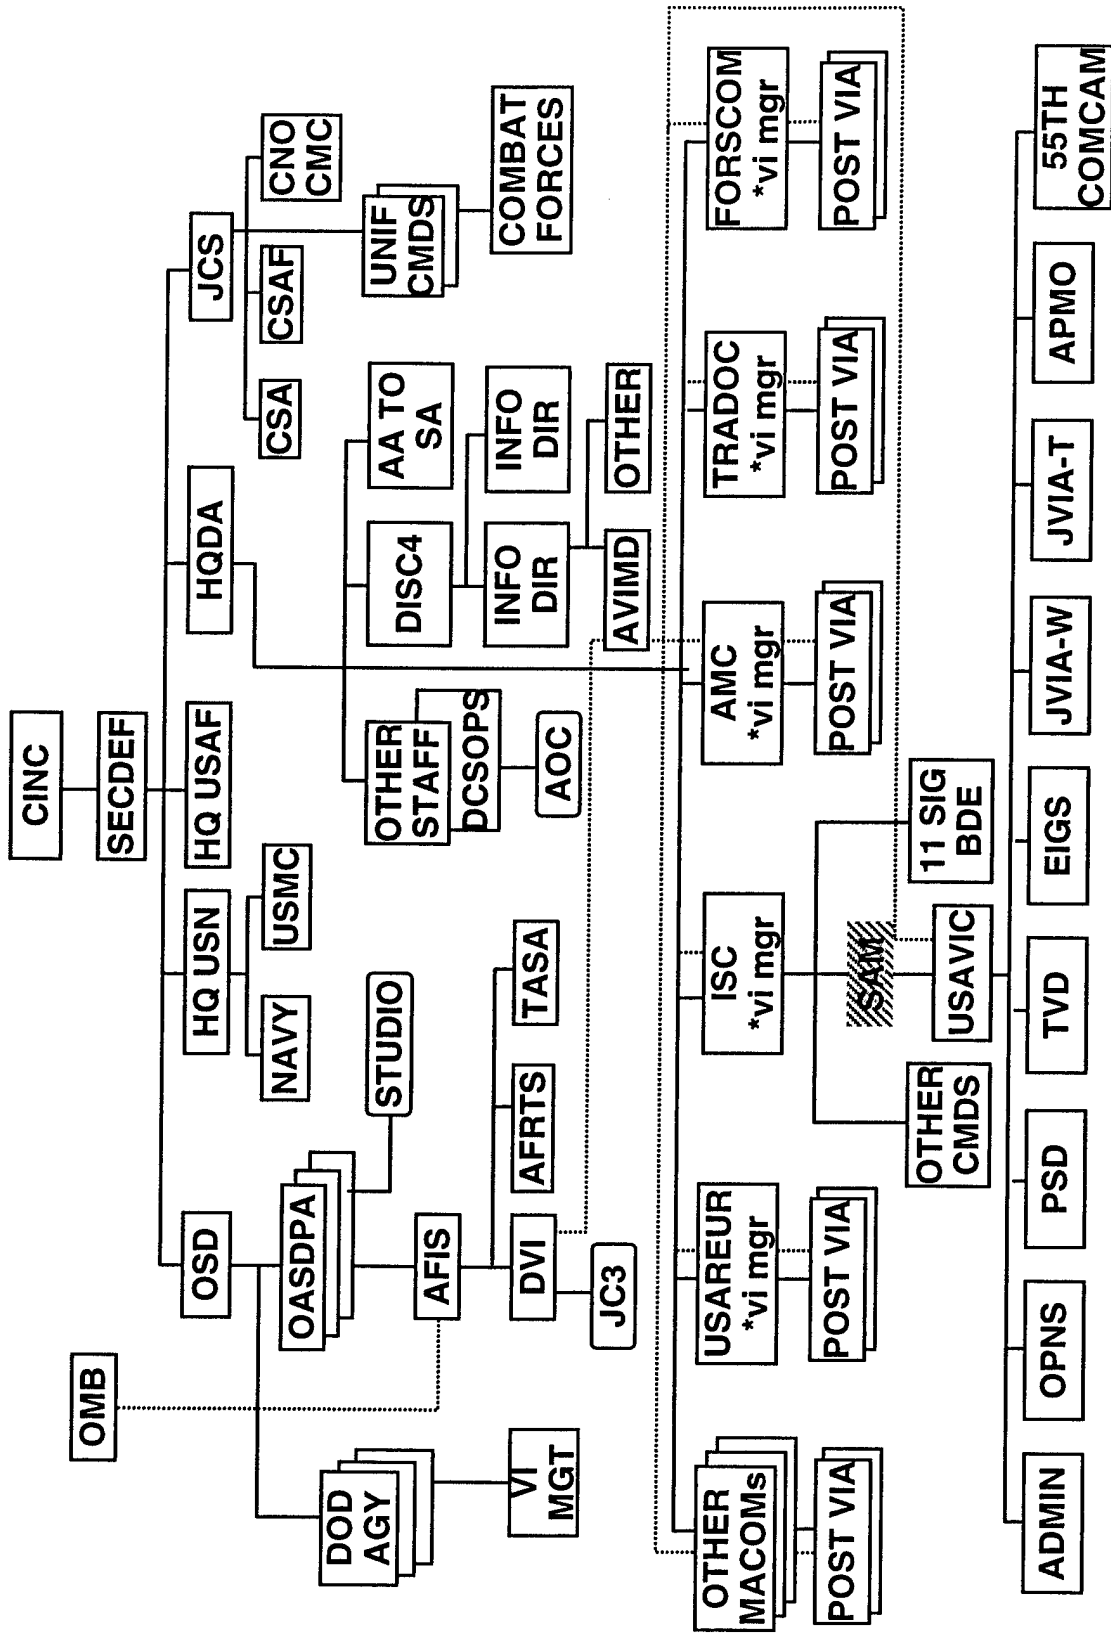 CINC
OMB
SECDEF
OSD
HQ USN
HQ USAF
HQDA
JCS
NAVY
USMC
CSA
CSAF
CNO
CMC
DOD
AGY
OASDPA
STUDIO
OTHER
STAFF
DCSOPS
DISC4
AA TO
SA
UNIF
CMDS
AFIS
VI
MGT
DVI
AFRTS
TASA
AOC
INFO
DIR
INFO
DIR
COMBAT
FORCES
JC3
AVIMD
OTHER
OTHER
MACOMs
USAREUR
*vi mgr
ISC
*vi mgr
AMC
*vi mgr
TRADOC
*vi mgr
FORSCOM
*vi mgr
POST VIA
POST VIA
SAM
POST VIA
POST VIA
POST VIA
OTHER
CMDS
USAVIC
11 SIG
BDE
ADMIN
OPNS
PSD
TVD
EIGS
JVIA-W
JVIA-T
APMO
55TH
COMCAM